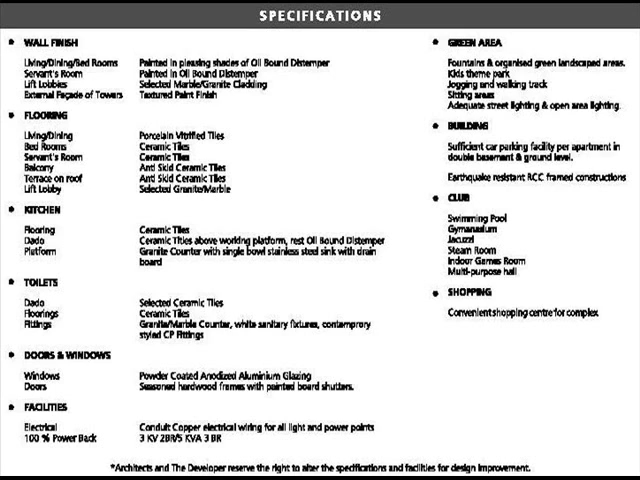 SPECIFICATIONS
• WALL FINISH
Living/Dining/Bed Rooms Painted in pleasing shades of Oil Bound Distemper
Servant's Room Painted in Oil Bound Distemper
Lift Lobbies Selected Marble/Granite Cladding
External Façade of Towers Textured Paint Finish
• FLOORING
Living/Dining Porcelain Vitrified Tiles
Bed Rooms Ceramic Tiles
Servant's Room Ceramic Tiles
Balcony Anti Skid Ceramic Tiles
Terrace on roof Anti Skid Ceramic Tiles
Lift Lobby Selected Granite/Marble
• KITCHEN
Flooring Ceramic Tiles
Dado Ceramic Titles above working platform, rest Oil Bound Distemper
Platform Granite Counter with single bowl stainless steel sink with drain
board
• TOILETS
Dado Selected Ceramic Tiles
Floorings Ceramic Tiles
Fittings Granite/Marble Counter, white sanitary fixtures, contemprory
styled CP Fittings
• DOORS & WINDOWS
Windows Powder Coated Anodized Aluminium Glazing
Doors Seasoned hardwood frames with painted board shutters.
• FACILITIES
Electrical Conduit Copper electrical wiring for all light and power points
100 % Power Back 3 KV 2BR/5 KVA 3 BR
• GREEN AREA
Fountains & organised green landscaped areas.
Kids theme park
Jogging and walking track
Sitting areas
Adequate street lighting & open area lighting.
• BUILDING
Sufficient car parking facility per apartment in
double basement & ground level.
Earthquake resistant RCC framed constructions
• CLUB
Swimming Pool
Gymanasium
Jacuzzi
Steam Room
Indoor Games Room
Multi-purpose hall
• SHOPPING
Convenient shopping centre for complex
*Architects and The Developer reserve the right to alter the specifications and facilities for design improvement.